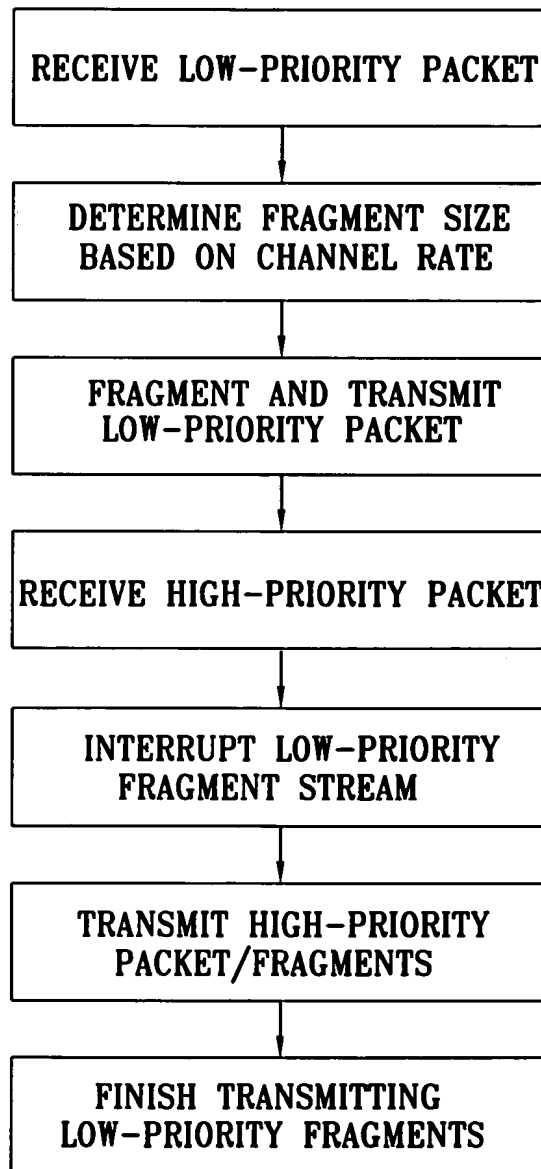 RECEIVE LOW-PRIORITY PACKET
DETERMINE FRAGMENT SIZE
BASED ON CHANNEL RATE
FRAGMENT AND TRANSMIT
LOW-PRIORITY PACKET
RECEIVE HIGH-PRIORITY PACKET
INTERRUPT LOW-PRIORITY
FRAGMENT STREAM
TRANSMIT HIGH-PRIORITY
PACKET/FRAGMENTS
FINISH TRANSMITTING
LOW-PRIORITY FRAGMENTS